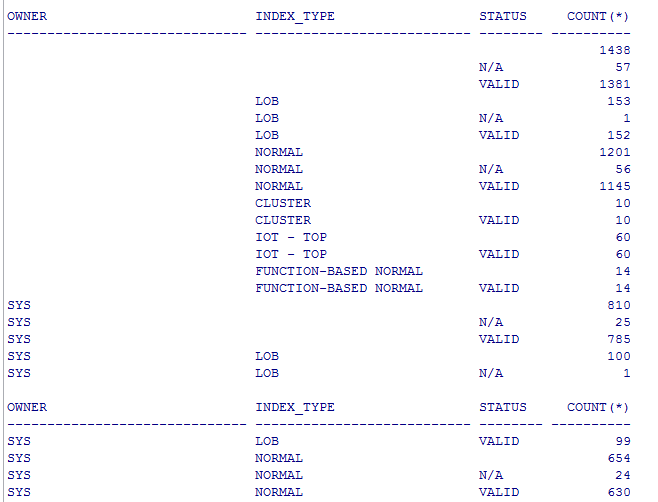 OWNER                          INDEX_TYPE                  STATUS     COUNT(*)
------------------------------ --------------------------- -------- ----------
                                                                          1438
                                                           N/A              57
                                                           VALID          1381
                               LOB                                         153
                               LOB                         N/A               1
                               LOB                         VALID           152
                               NORMAL                                     1201
                               NORMAL                      N/A              56
                               NORMAL                      VALID          1145
                               CLUSTER                                      10
                               CLUSTER                     VALID            10
                               IOT - TOP                                    60
                               IOT - TOP                   VALID            60
                               FUNCTION-BASED NORMAL                        14
                               FUNCTION-BASED NORMAL       VALID            14
SYS                                                                        810
SYS                                                        N/A              25
SYS                                                        VALID           785
SYS                            LOB                                         100
SYS                            LOB                         N/A               1
OWNER                          INDEX_TYPE                  STATUS     COUNT(*)
------------------------------ --------------------------- -------- ----------
SYS                            LOB                         VALID            99
SYS                            NORMAL                                      654
SYS                            NORMAL                      N/A              24
SYS                            NORMAL                      VALID           630